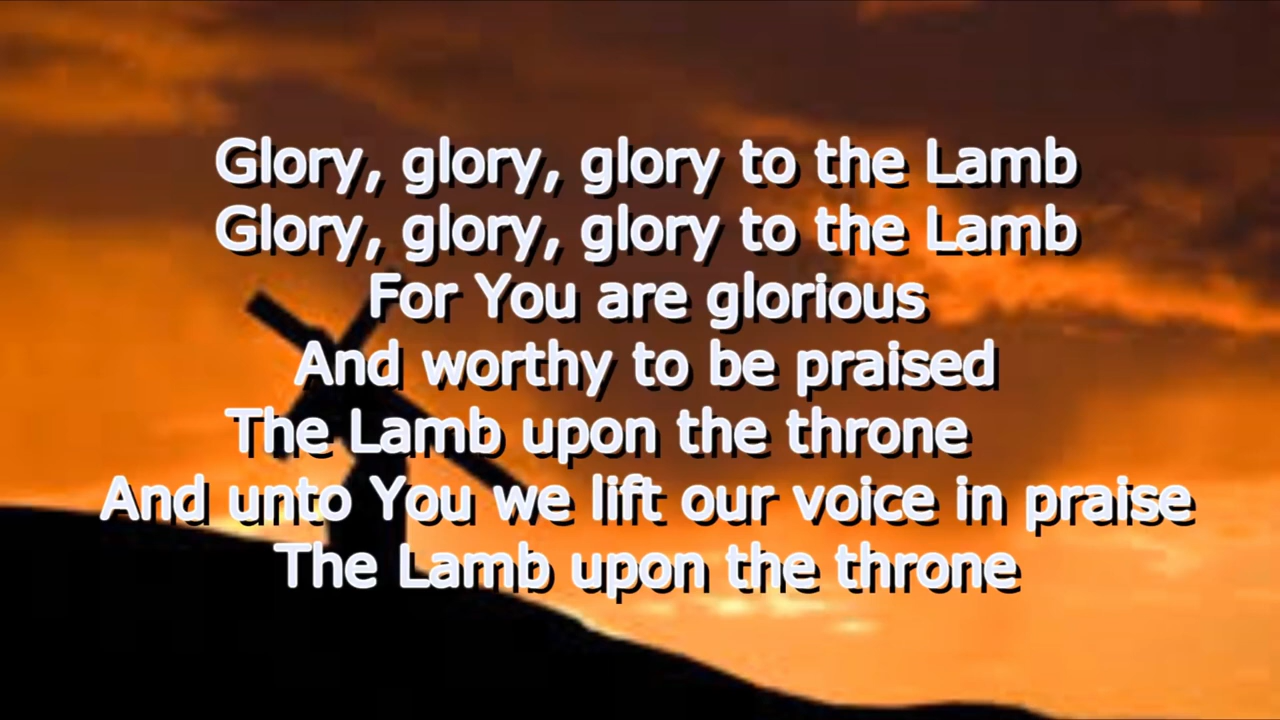 Glory, glory, glory to the Lamb
Glory, glory, glory to the Lamb
For You are glorious
And worthy to be praised
The Lamb upon the throne
And unto You we lift our voice in praise
The Lamb upon the throne